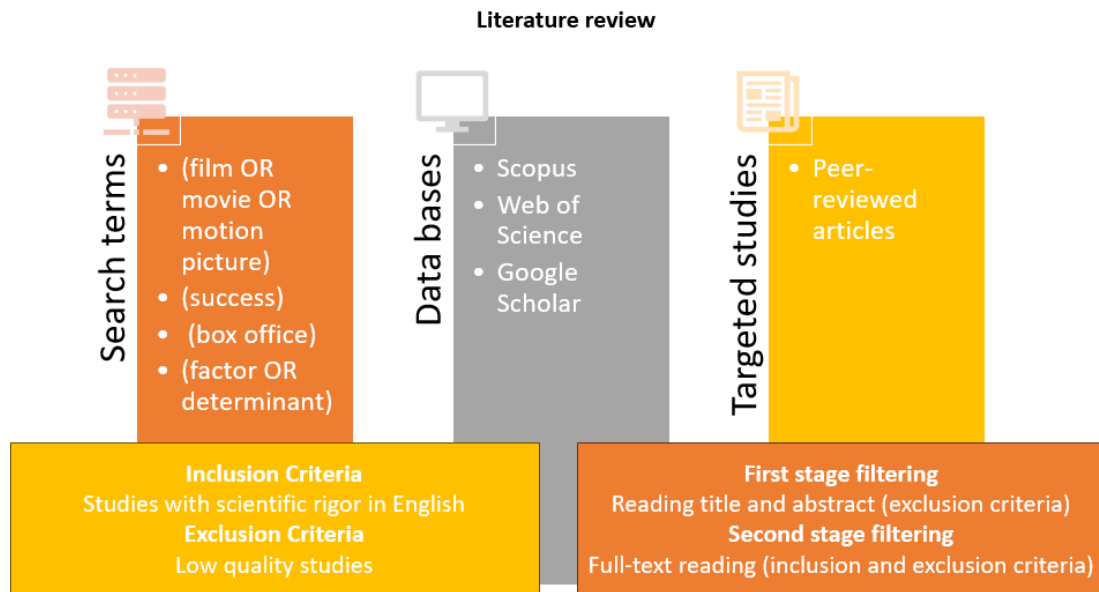 Literature review
Search terms
• (film OR
movie OR
motion
picture)
• (success)
• (box office)
• (factor OR
determinant)
Data bases
• Scopus
• Web of
Science
• Google
Scholar
Targeted studies
• Peer-
reviewed
articles
Inclusion Criteria
Studies with scientific rigor in English
Exclusion Criteria
Low quality studies
First stage filtering
Reading title and abstract (exclusion criteria)
Second stage filtering
Full-text reading (inclusion and exclusion criteria)